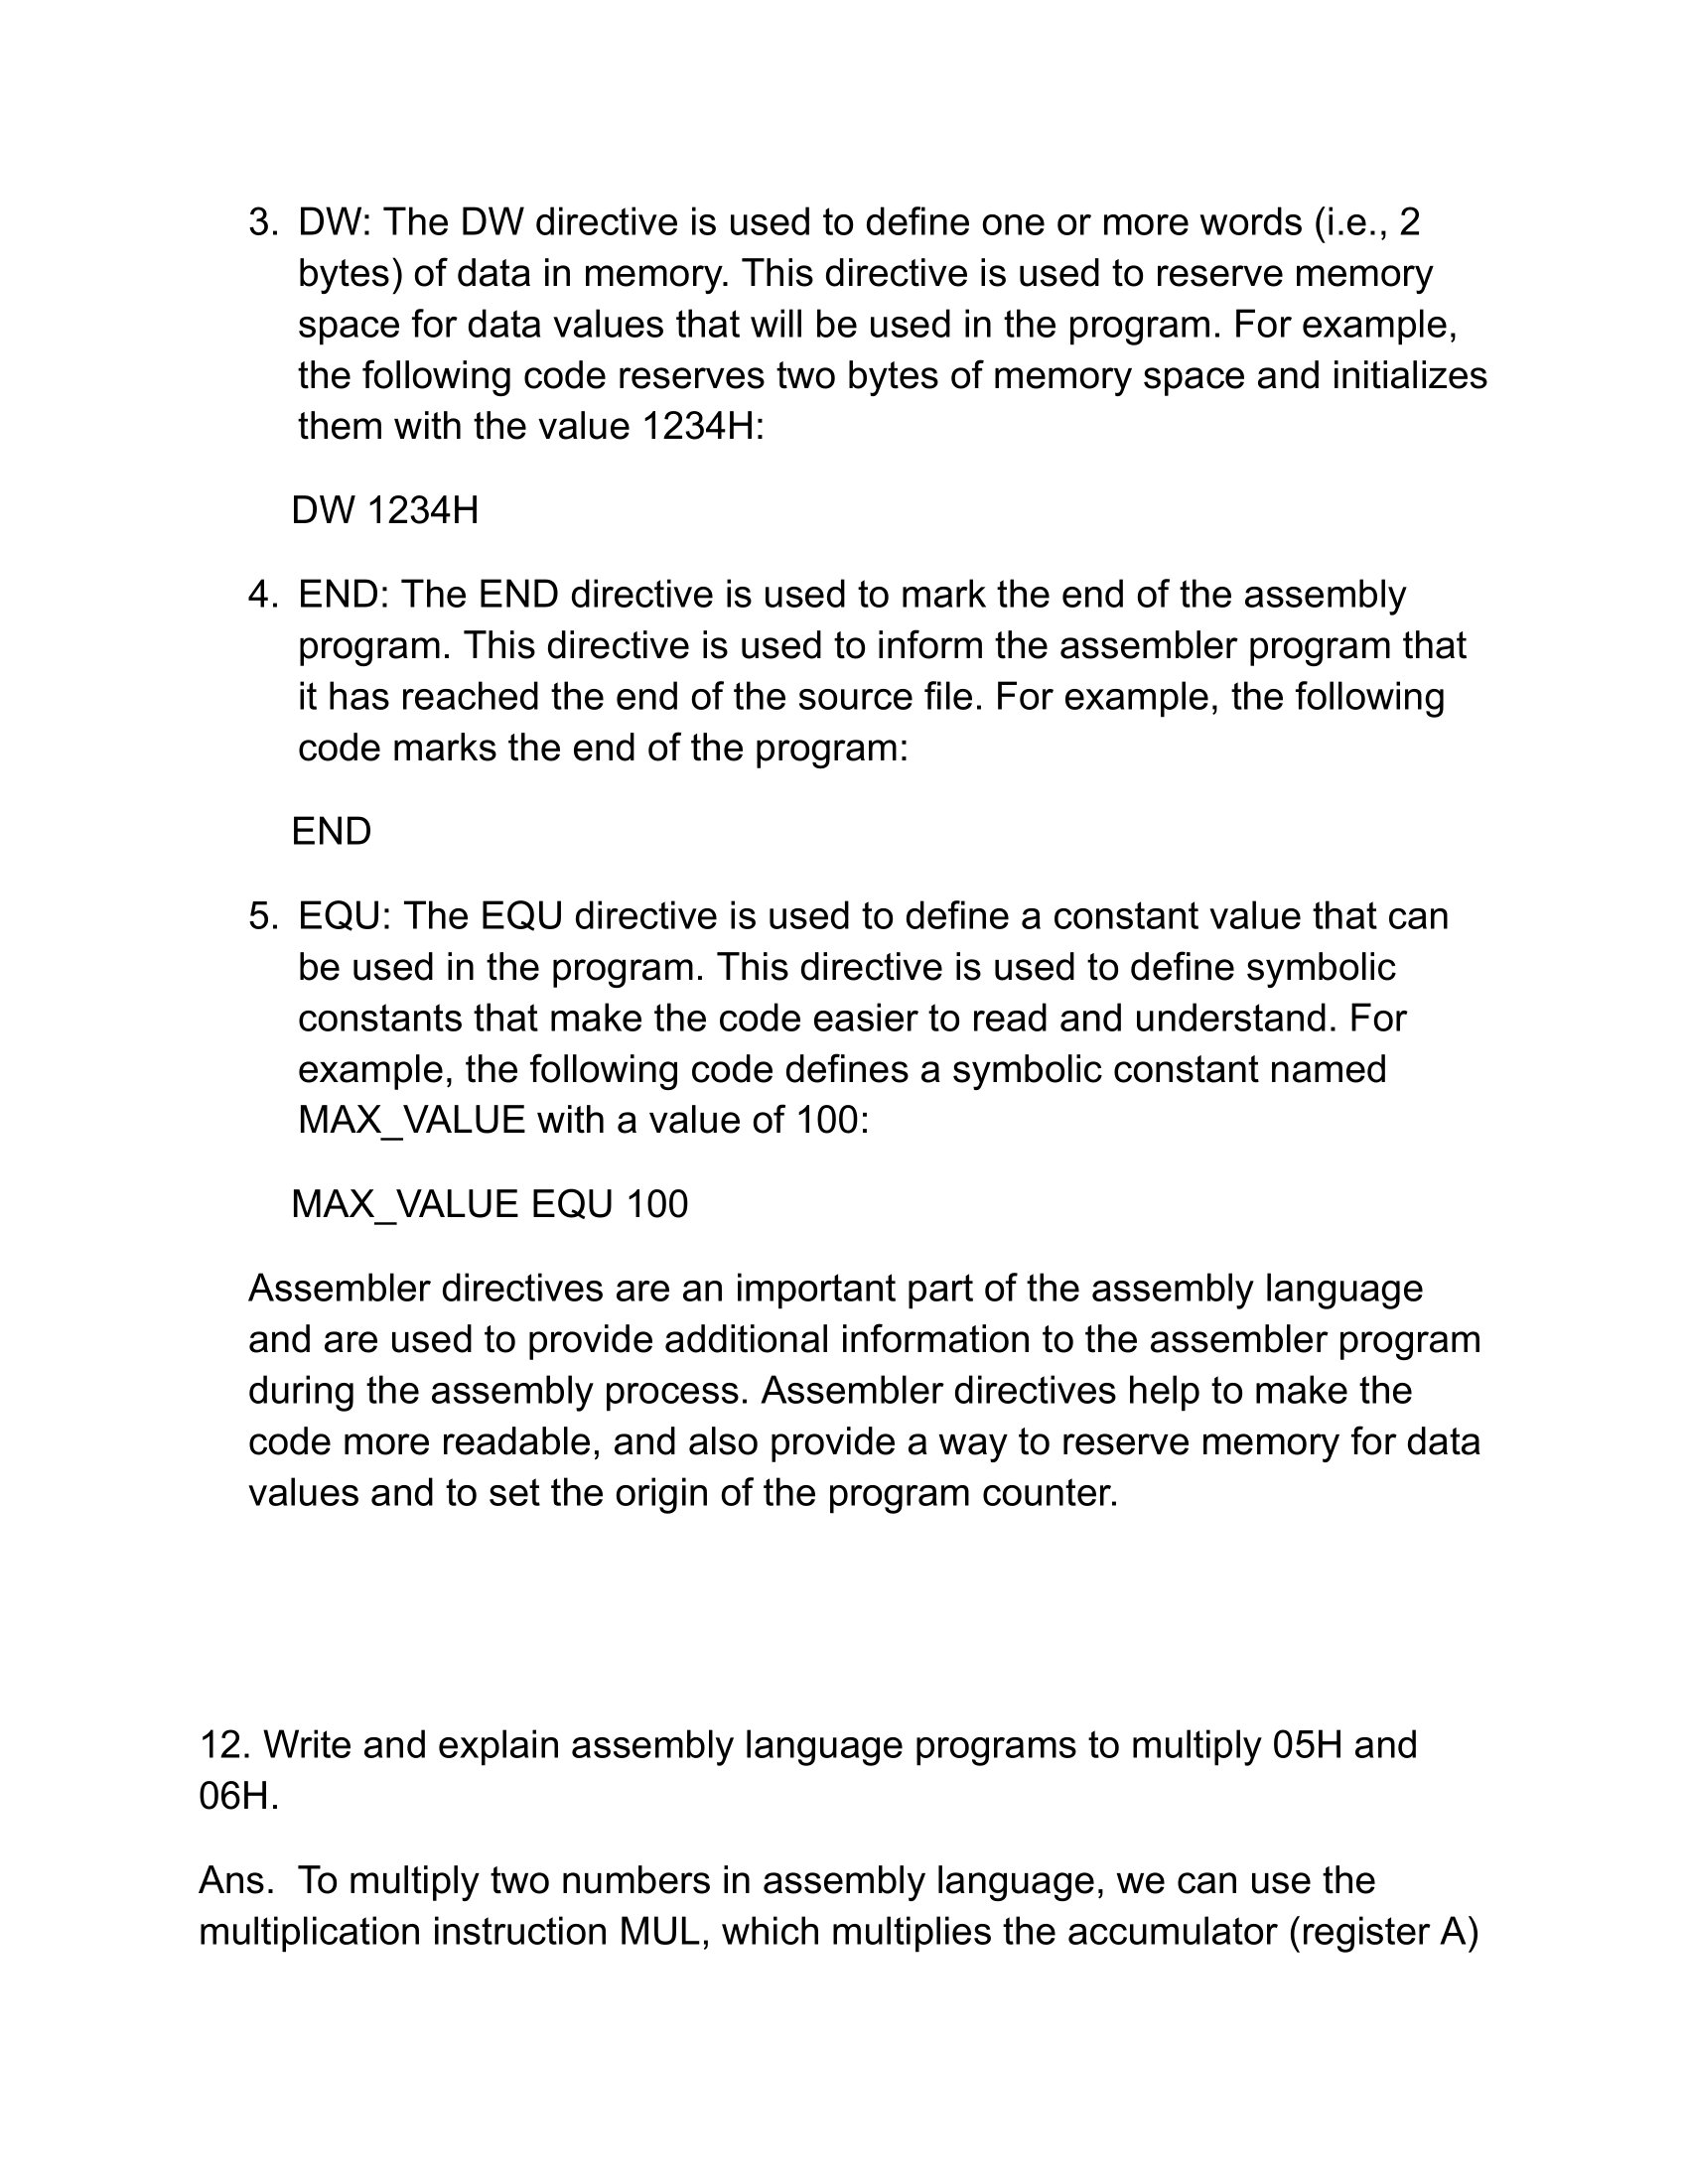 3. DW: The DW directive is used to define one or more words (i.e., 2
bytes) of data in memory. This directive is used to reserve memory
space for data values that will be used in the program. For example,
the following code reserves two bytes of memory space and initializes
them with the value 1234H:
DW 1234H
4. END: The END directive is used to mark the end of the assembly
program. This directive is used to inform the assembler program that
it has reached the end of the source file. For example, the following
code marks the end of the program:
END
5. EQU: The EQU directive is used to define a constant value that can
be used in the program. This directive is used to define symbolic
constants that make the code easier to read and understand. For
example, the following code defines a symbolic constant named
MAX_VALUE with a value of 100:
MAX_VALUE EQU 100
Assembler directives are an important part of the assembly language
and are used to provide additional information to the assembler program
during the assembly process. Assembler directives help to make the
code more readable, and also provide a way to reserve memory for data
values and to set the origin of the program counter.
12. Write and explain assembly language programs to multiply 05H and
06H.
Ans. To multiply two numbers in assembly language, we can use the
multiplication instruction MUL, which multiplies the accumulator (register A)